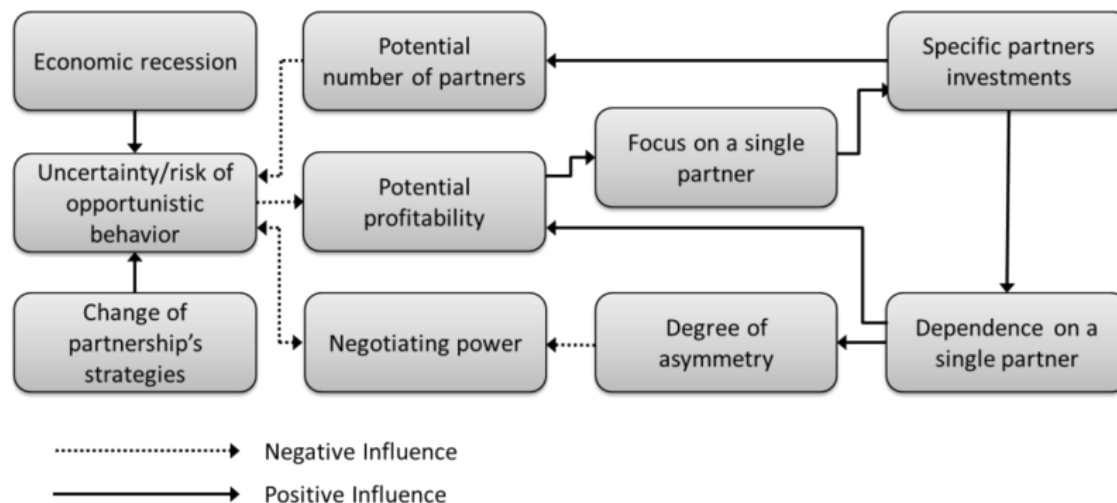 Economic recession
Potential
number of partners
Specific partners
investments
Focus on a single
partner
Uncertainty/risk of
opportunistic
behavior
Potential
profitability
Change of
partnership's
strategies
Negotiating power
Degree of
asymmetry
Dependence on a
single partner
Negative Influence
Positive Influence